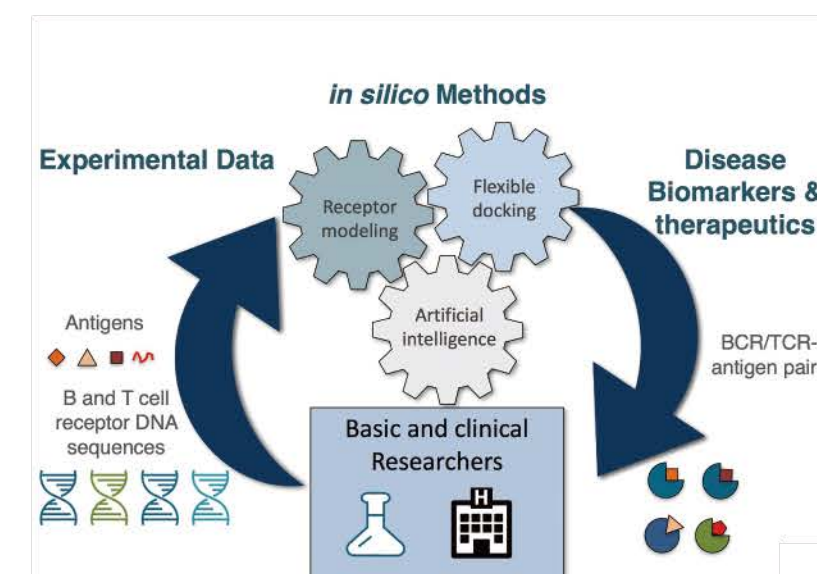 in silico Methods
Experimental Data
Receptor
modeling
Flexible
docking
Artificial
intelligence
Disease
Biomarkers &
therapeutics
Antigens
B and T cell
receptor DNA
sequences
BCR/TCR-
antigen pair
Basic and clinical
Researchers
H